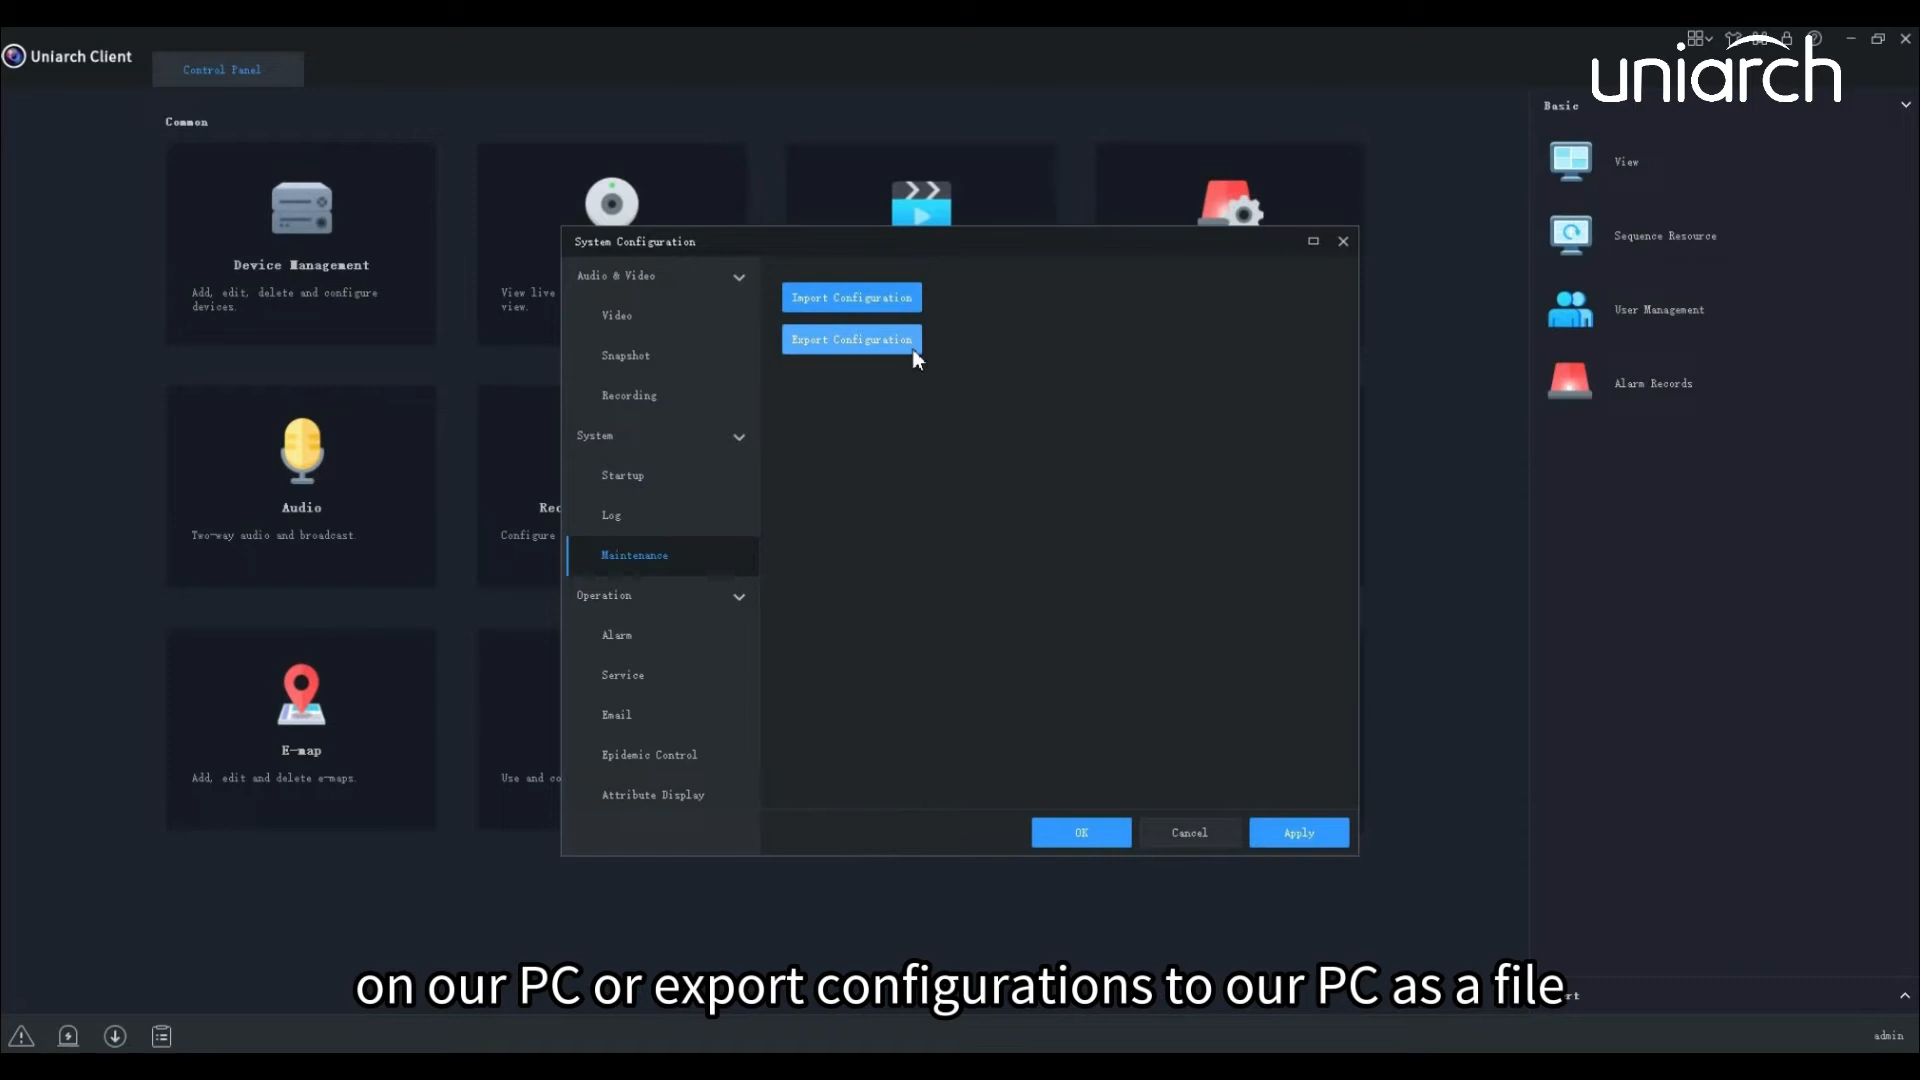 Uniarch Client
Control Panel
uniarch
Common
Basic
Device Management
Add, edit, delete and configure
devices.
View live
view.
View
Sequence Resource
User Management
Alarm Records
System Configuration
Audio & Video
Video
Snapshot
Recording
System
Startup
Log
Maintenance
Operation
Alarm
Service
Email
Epidemic Control
Attribute Display
Import Configuration
Export Configuration
OK
Cancel
Apply
Audio
Two-way audio and broadcast.
Rec
Configure
E-map
Add, edit and delete e-maps.
Use and co
on our PC or export configurations to our PC as a file
rt
admin